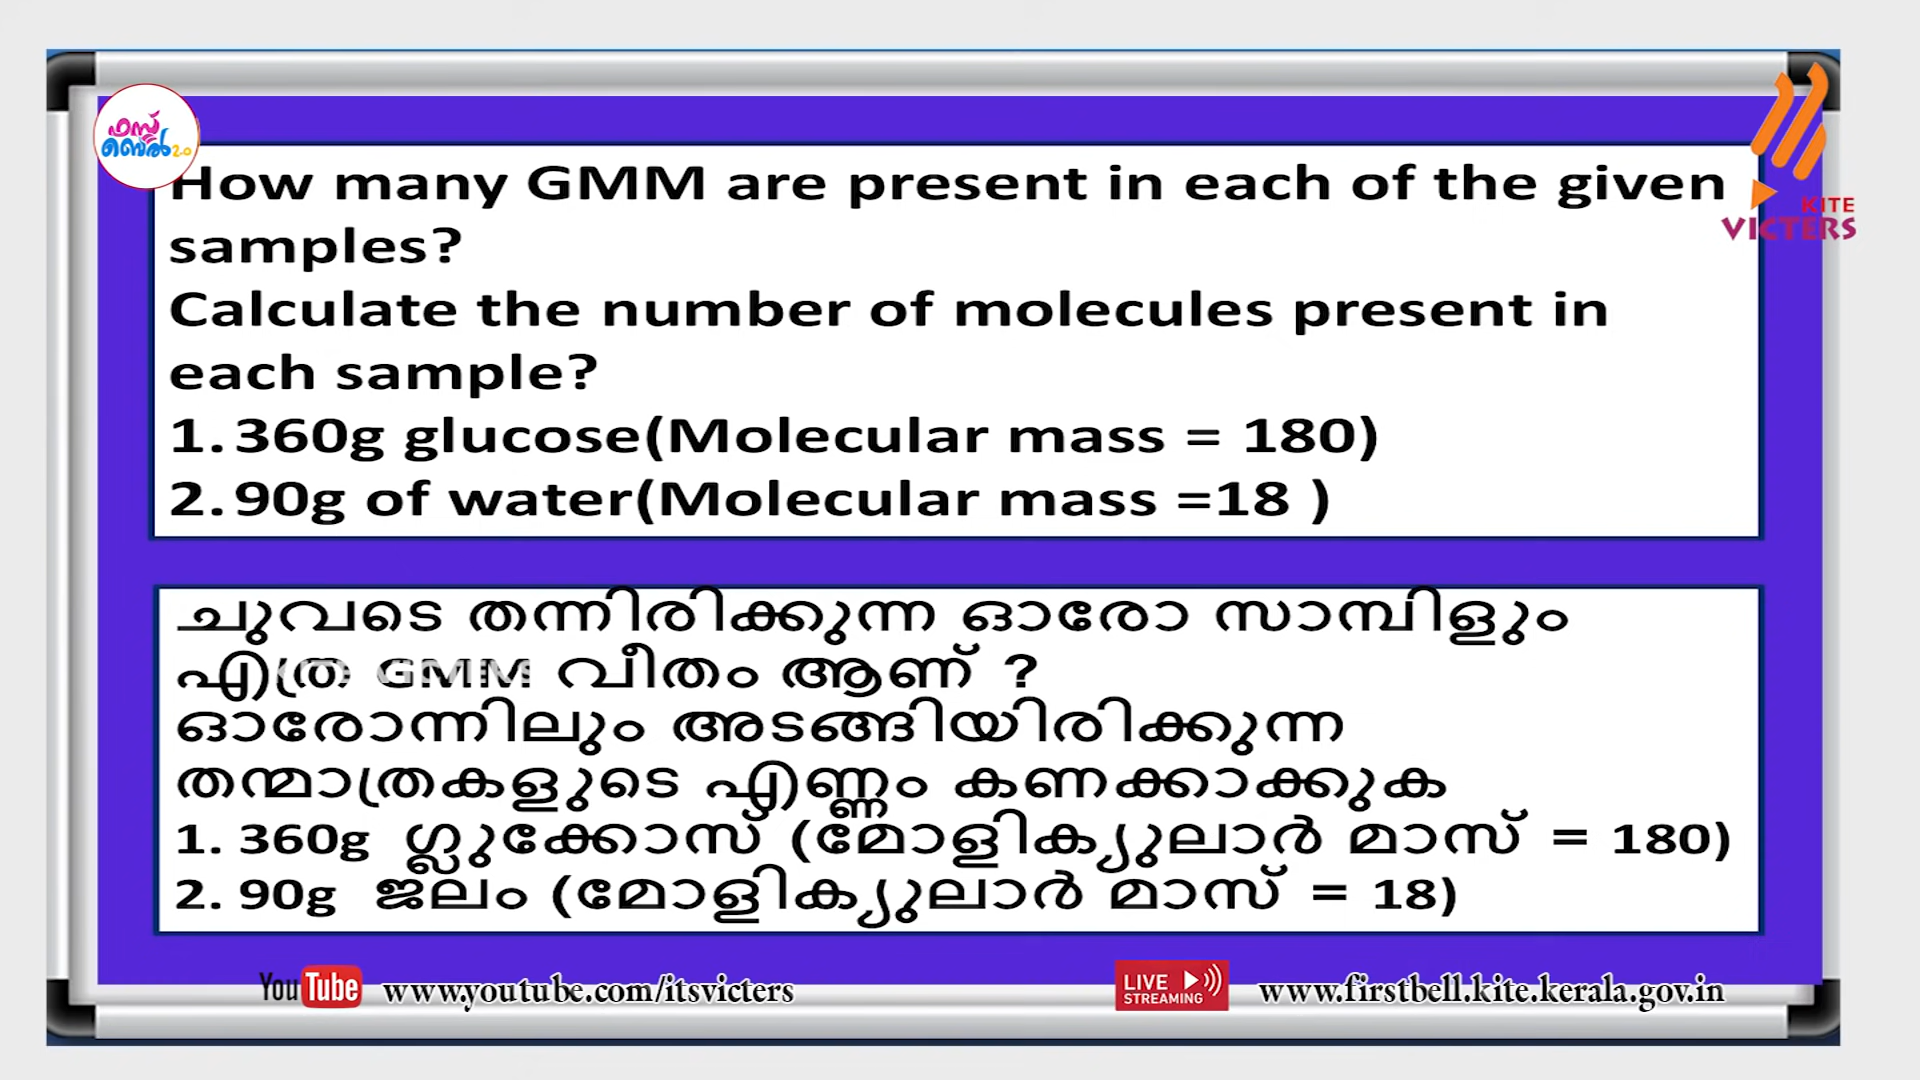 ഫസ്റ്റ്
ബെൽ 2.0
KITE
VICTERS
How many GMM are present in each of the given
samples?
Calculate the number of molecules present in
each sample?
1. 360g glucose(Molecular mass = 180)
2. 90g of water(Molecular mass =18 )
ചുവടെ തന്നിരിക്കുന്ന ഓരോ സാമ്പിളും
എത്ര GMM വീതം ആണ് ?
ഓരോന്നിലും അടങ്ങിയിരിക്കുന്ന
തന്മാത്രകളുടെ എണ്ണം കണക്കാക്കുക
1. 360g ഗ്ലൂക്കോസ് (മോളിക്യുലാർ മാസ് = 180)
2. 90g ജലം (മോളിക്യുലാർ മാസ് = 18)
YouTube www.youtube.com/itsvicters
LIVE STREAMING www.firstbell.kite.kerala.gov.in